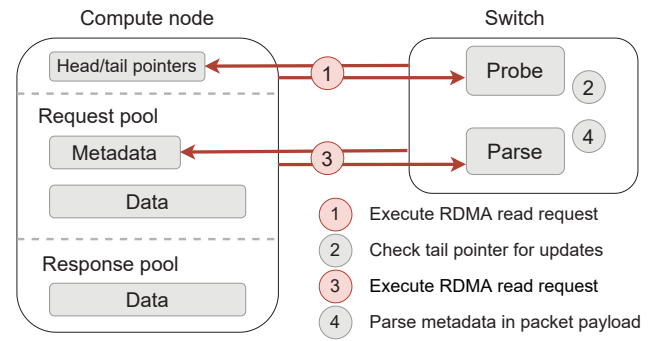 Compute node
Switch
Head/tail pointers
1
Probe
2
Request pool
Metadata
3
Parse
4
Data
Response pool
Data
1 Execute RDMA read request
2 Check tail pointer for updates
3 Execute RDMA read request
4 Parse metadata in packet payload